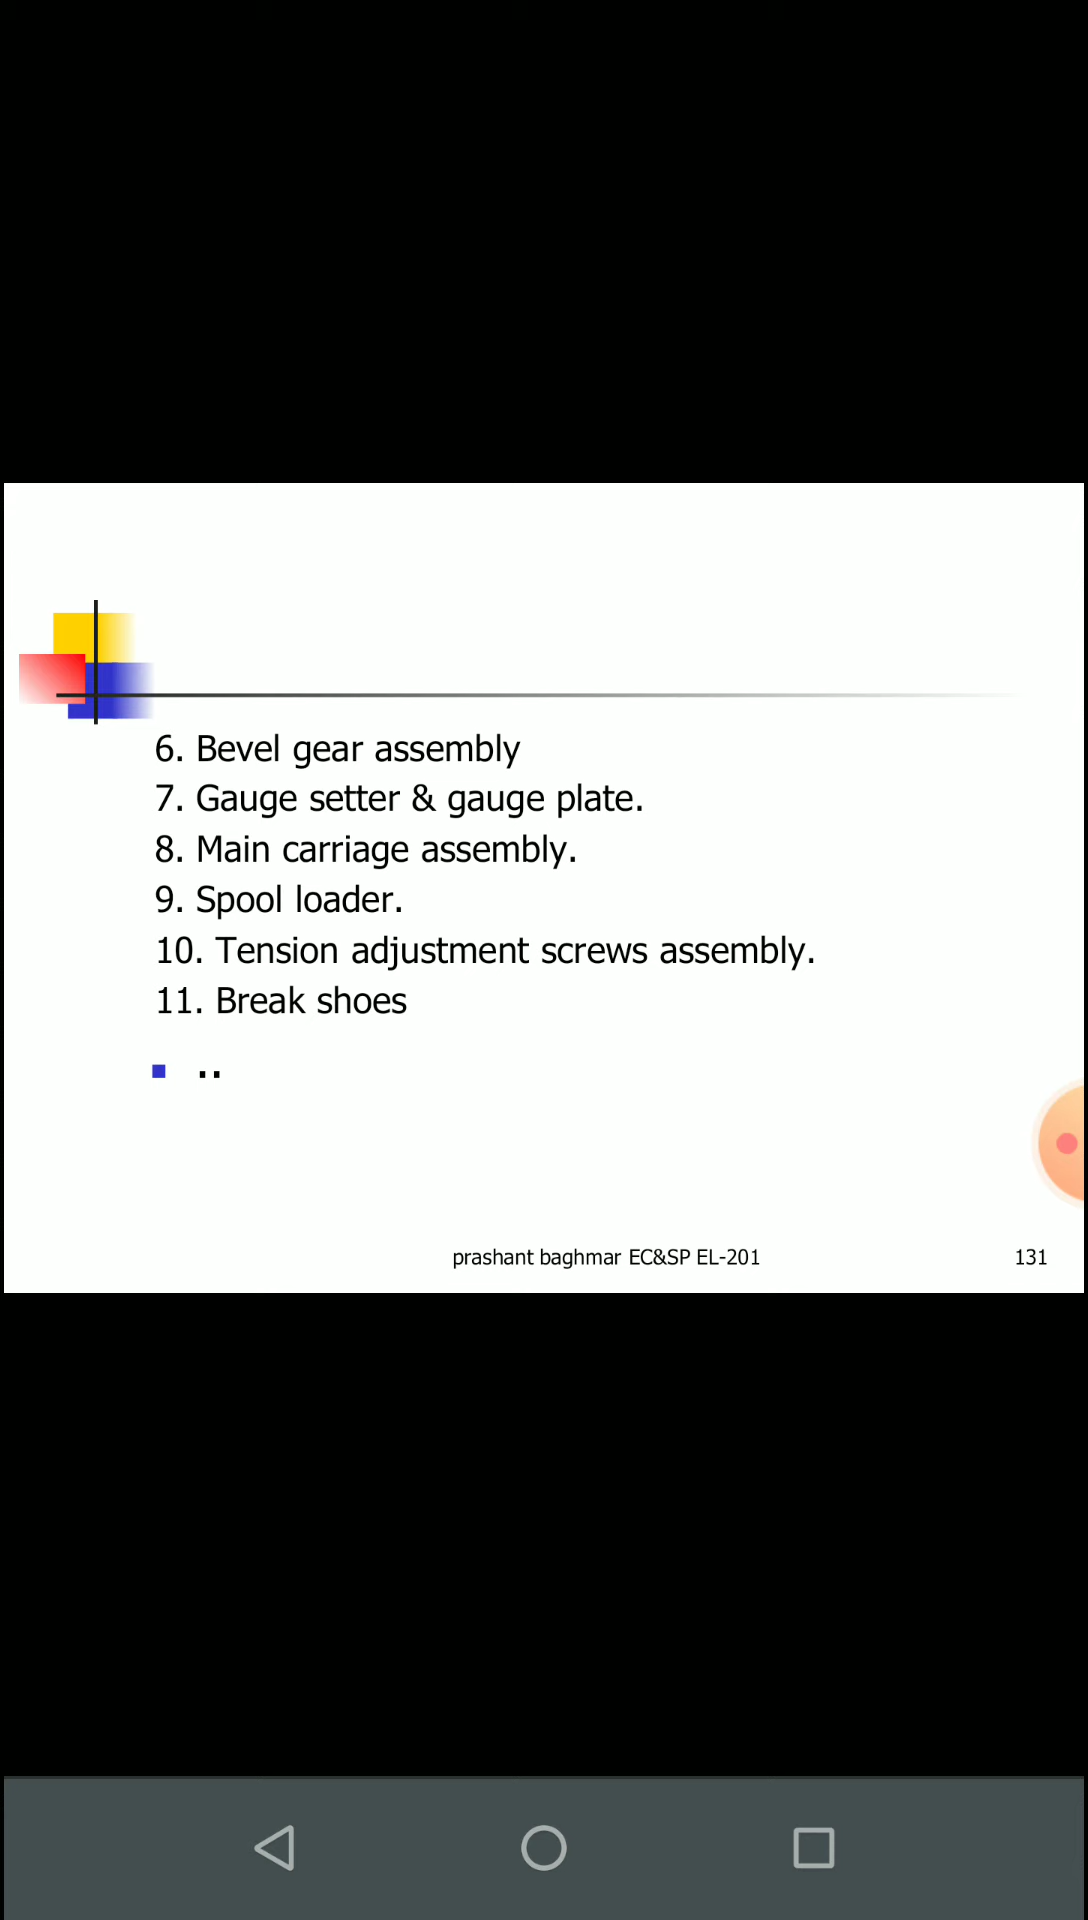 6. Bevel gear assembly
7. Gauge setter & gauge plate.
8. Main carriage assembly.
9. Spool loader.
10. Tension adjustment screws assembly.
11. Break shoes
..
prashant baghmar EC&SP EL-201
131